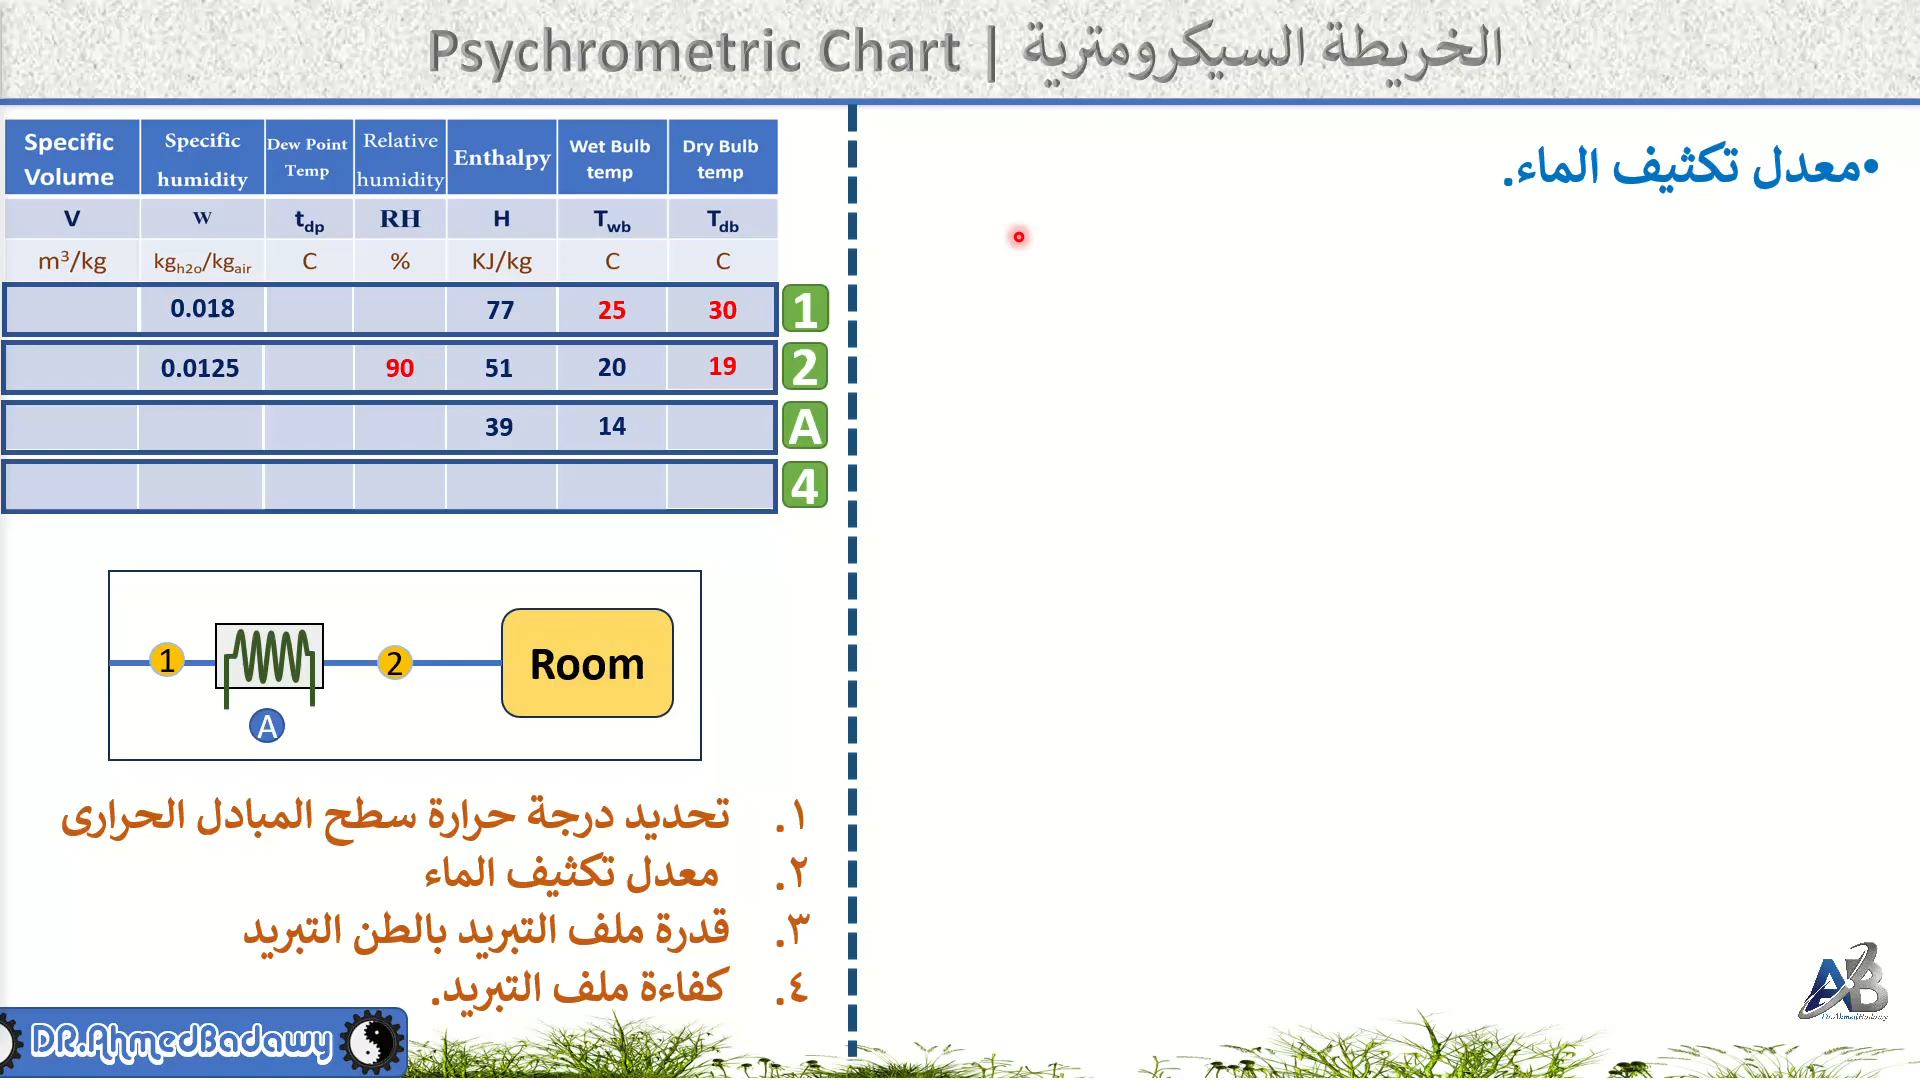 Psychrometric Chart | الخريطة السيكرومترية
Specific Volume | Specific humidity | Dew Point Temp | Relative humidity | Enthalpy | Wet Bulb temp | Dry Bulb temp
V | w | tdp | RH | H | Twb | Tdb
m³/kg | kgh2o/kgair | C | % | KJ/kg | C | C
0.018 | 77 | 25 | 30 | 1
0.0125 | 90 | 51 | 20 | 19 | 2
39 | 14 | A
4
1
2
Room
A
١. تحديد درجة حرارة سطح المبادل الحرارى
٢. معدل تكثيف الماء
٣. قدرة ملف التبريد بالطن التبريد
٤. كفاءة ملف التبريد.
•معدل تكثيف الماء.
DR.AhmedBadawy
AB
Dr.AhmedBadawy